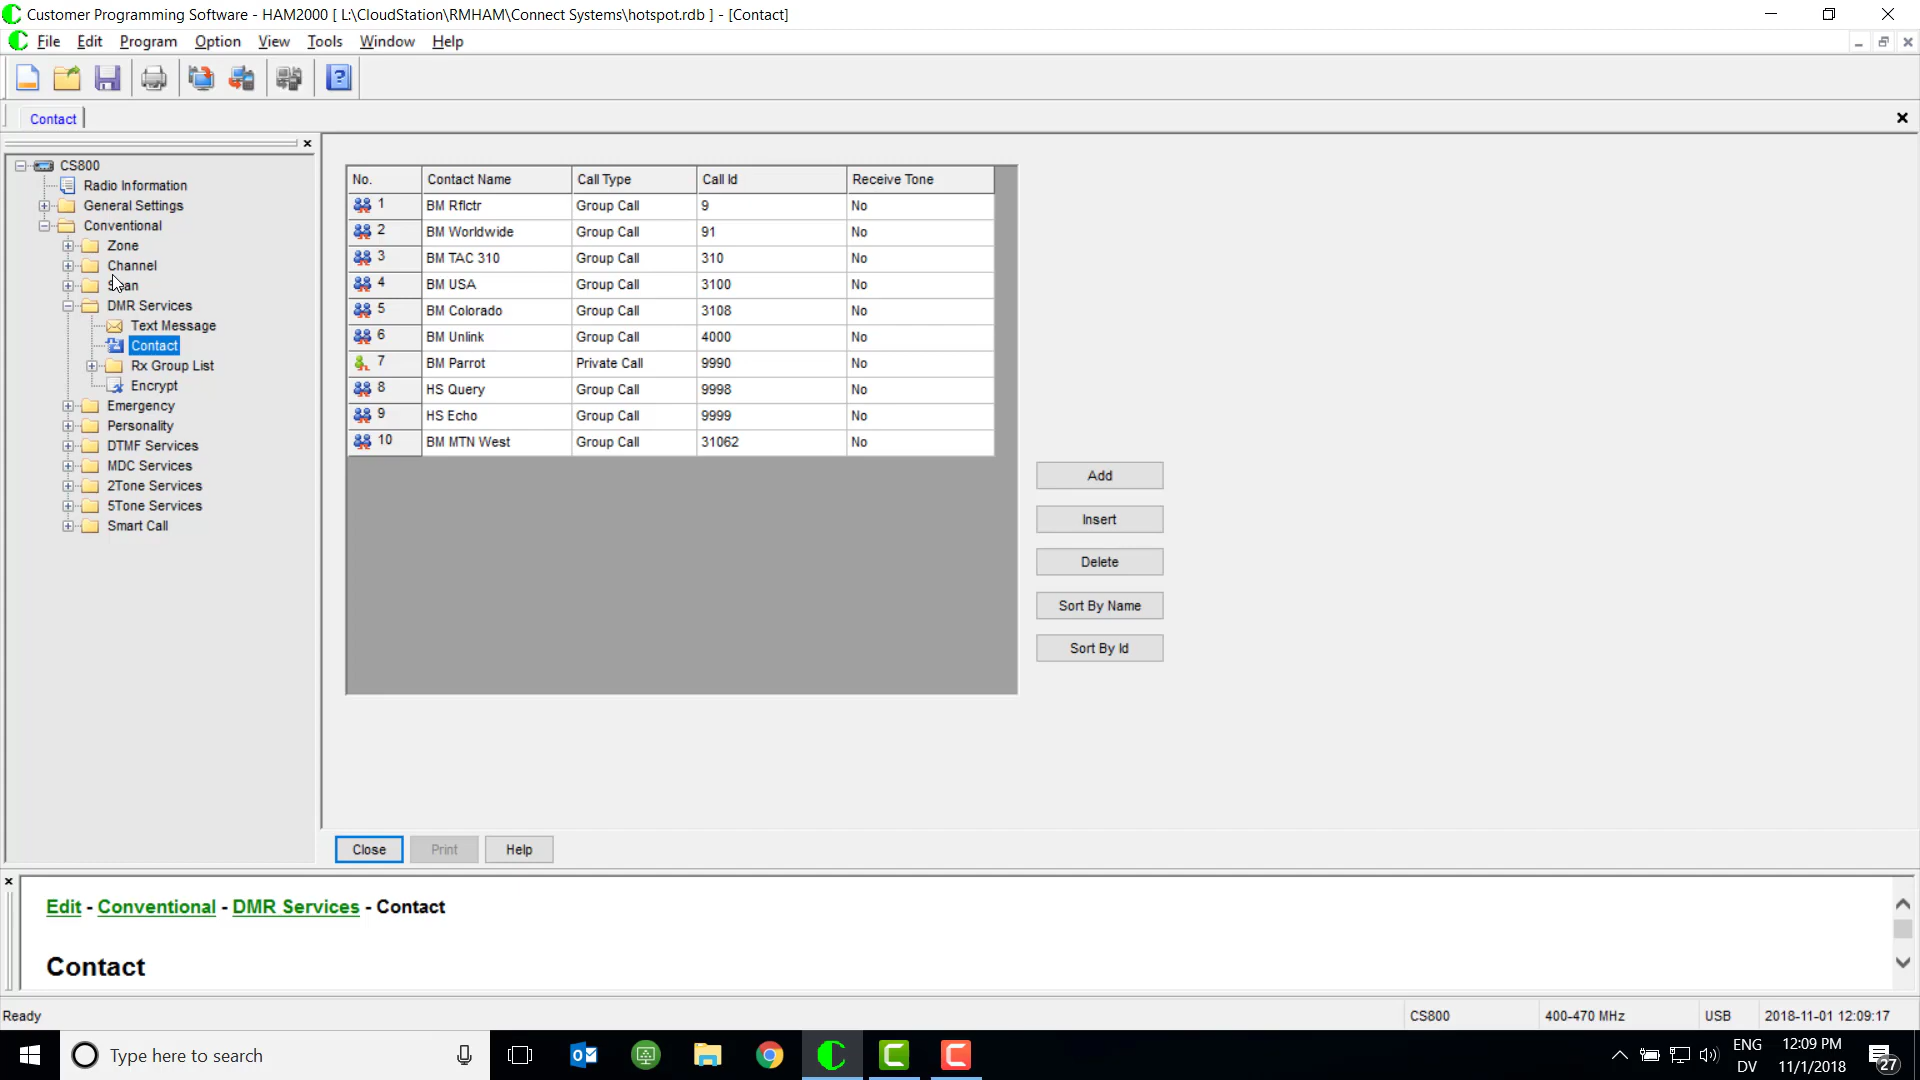 Customer Programming Software - HAM2000 [ L:\CloudStation\RMHAM\Connect Systems\hotspot.rdb ] - [Contact]
File Edit Program Option View Tools Window Help
Contact
CS800
Radio Information
General Settings
Conventional
Zone
Channel
Scan
DMR Services
Text Message
Contact
Rx Group List
Encrypt
Emergency
Personality
DTMF Services
MDC Services
2Tone Services
5Tone Services
Smart Call
No. Contact Name Call Type Call Id Receive Tone
1 BM Rflctr Group Call 9 No
2 BM Worldwide Group Call 91 No
3 BM TAC 310 Group Call 310 No
4 BM USA Group Call 3100 No
5 BM Colorado Group Call 3108 No
6 BM Unlink Group Call 4000 No
7 BM Parrot Private Call 9990 No
8 HS Query Group Call 9998 No
9 HS Echo Group Call 9999 No
10 BM MTN West Group Call 31062 No
Add
Insert
Delete
Sort By Name
Sort By Id
Close Print Help
Edit - Conventional - DMR Services - Contact
Contact
Ready CS800 400-470 MHz USB 2018-11-01 12:09:17
Type here to search
ENG 12:09 PM
DV 11/1/2018 27